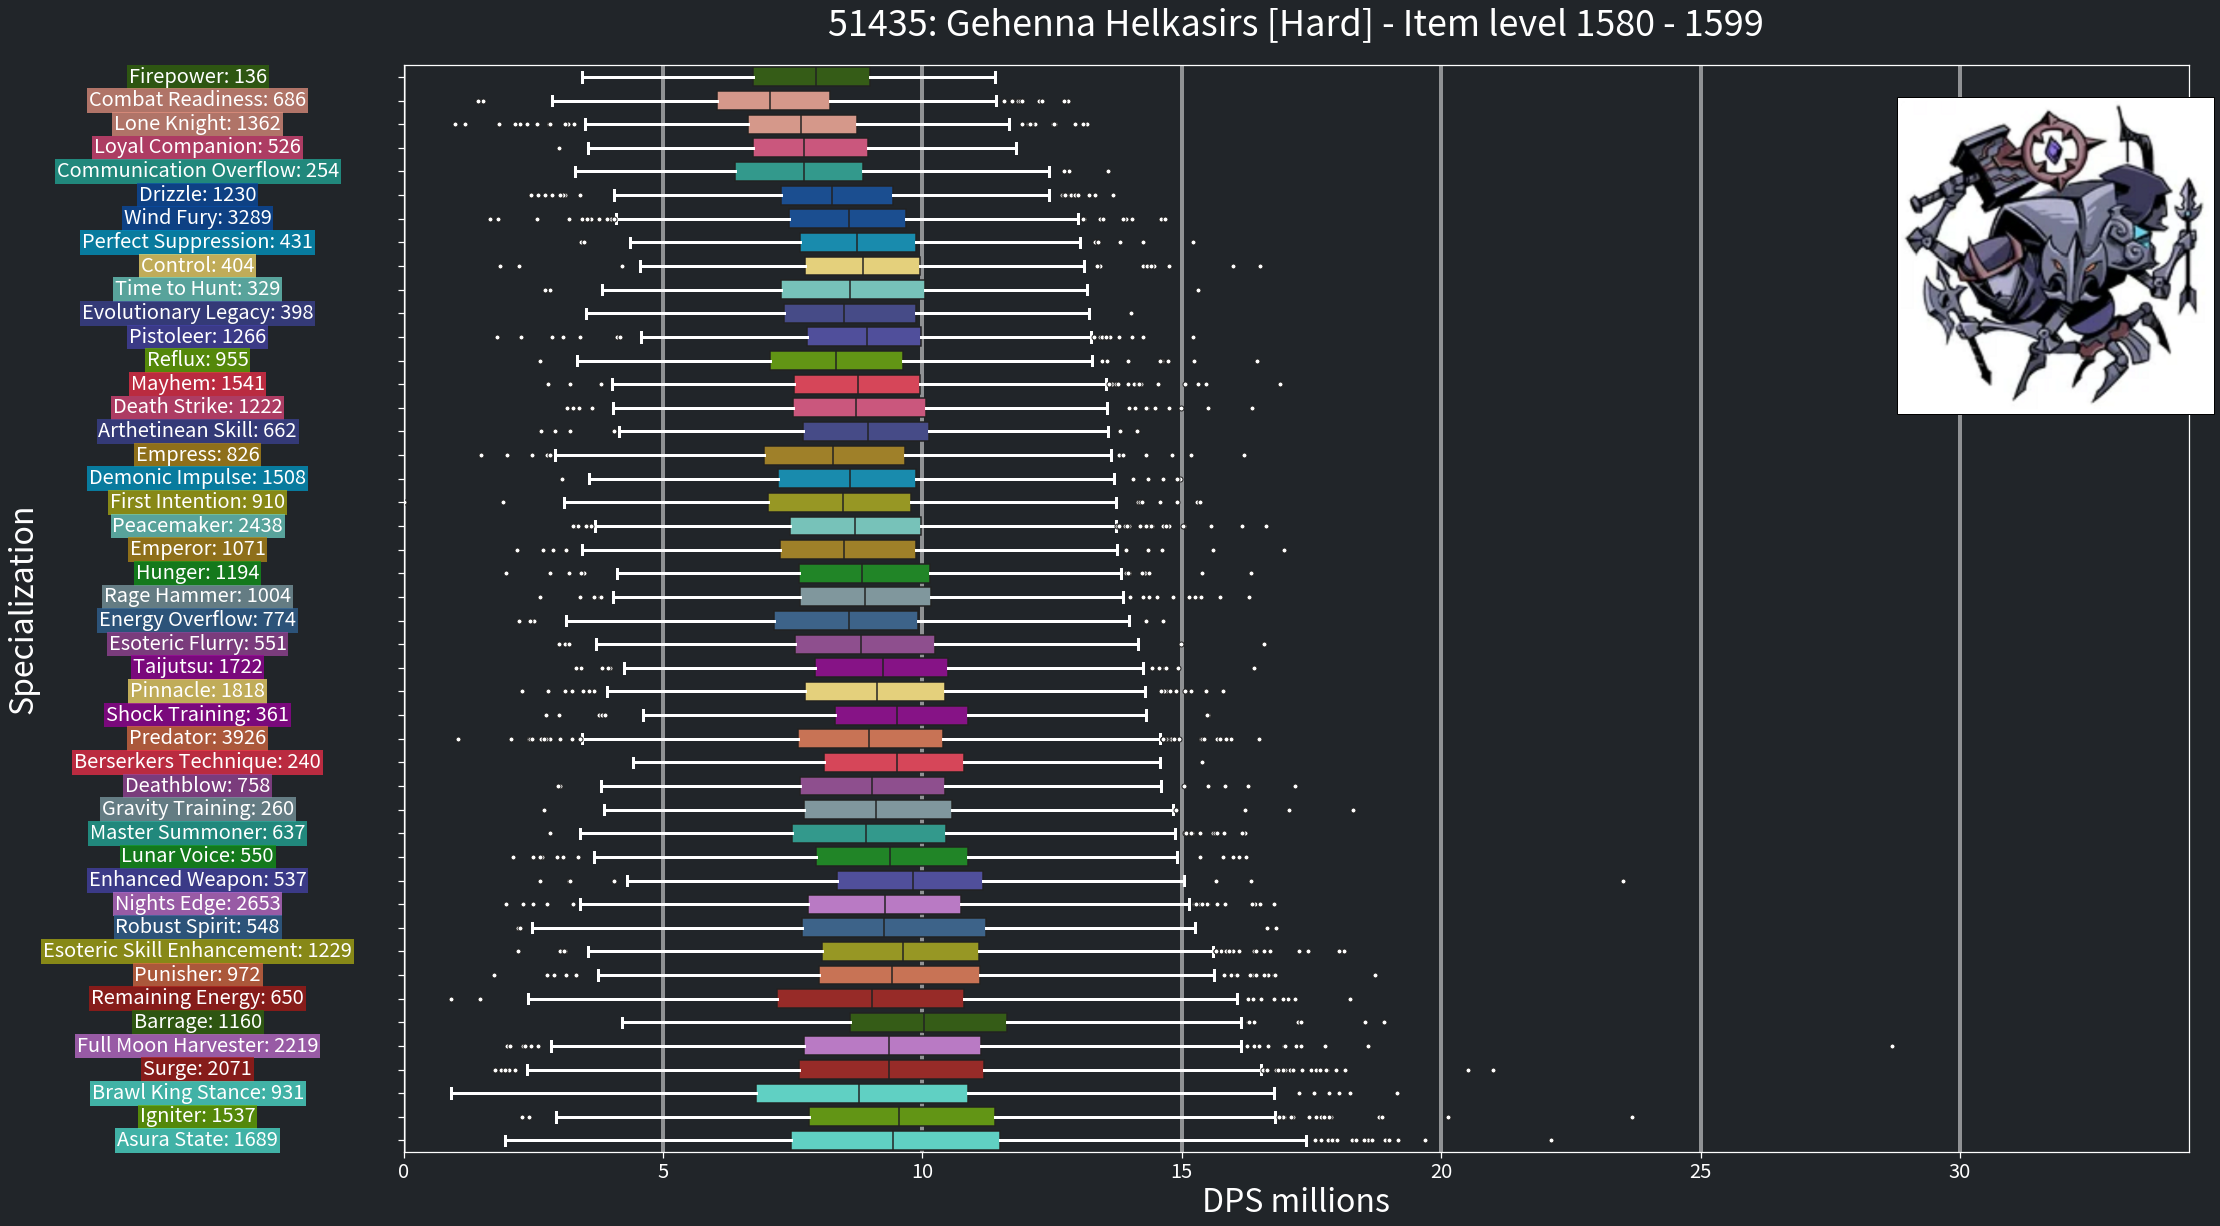 51435: Gehenna Helkasirs [Hard] - Item level 1580 - 1599
Firepower: 136
Combat Readiness: 686
Lone Knight: 1362
Loyal Companion: 526
Communication Overflow: 254
Drizzle: 1230
Wind Fury: 3289
Perfect Suppression: 431
Control: 404
Time to Hunt: 329
Evolutionary Legacy: 398
Pistoleer: 1266
Reflux: 955
Mayhem: 1541
Death Strike: 1222
Arthetinean Skill: 662
Empress: 826
Demonic Impulse: 1508
First Intention: 910
Peacemaker: 2438
Emperor: 1071
Hunger: 1194
Rage Hammer: 1004
Energy Overflow: 774
Esoteric Flurry: 551
Taijutsu: 1722
Pinnacle: 1818
Shock Training: 361
Predator: 3926
Berserkers Technique: 240
Deathblow: 758
Gravity Training: 260
Master Summoner: 637
Lunar Voice: 550
Enhanced Weapon: 537
Nights Edge: 2653
Robust Spirit: 548
Esoteric Skill Enhancement: 1229
Punisher: 972
Remaining Energy: 650
Barrage: 1160
Full Moon Harvester: 2219
Surge: 2071
Brawl King Stance: 931
Igniter: 1537
Asura State: 1689
Specialization
0 5 10 15 20 25 30
DPS millions